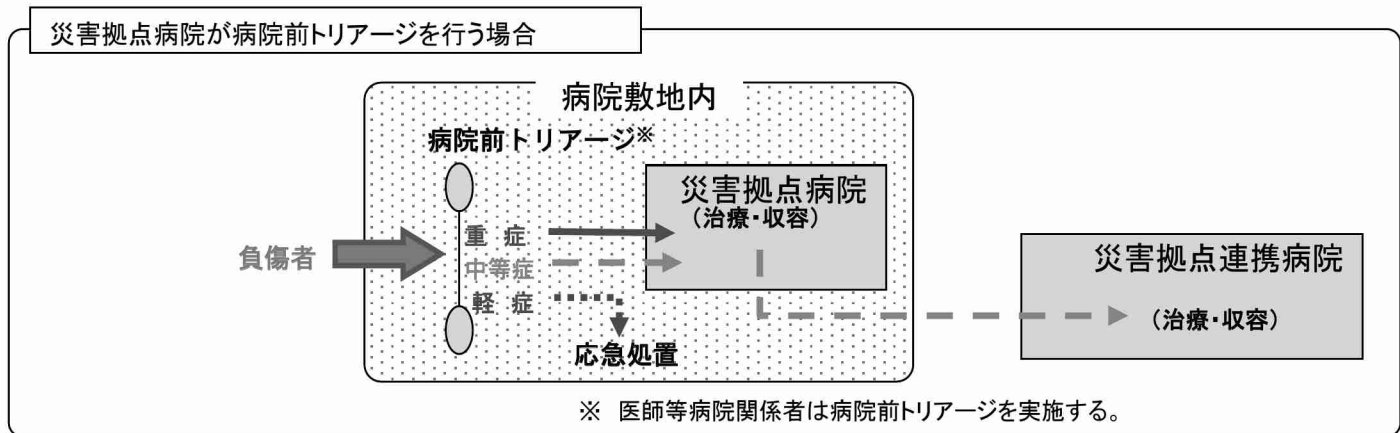 災害拠点病院が病院前トリアージを行う場合
病院敷地内
病院前トリアージ※
災害拠点病院
（治療・収容）
負傷者
重 症
中等症
軽 症
応急処置
災害拠点連携病院
（治療・収容）
※ 医師等病院関係者は病院前トリアージを実施する。